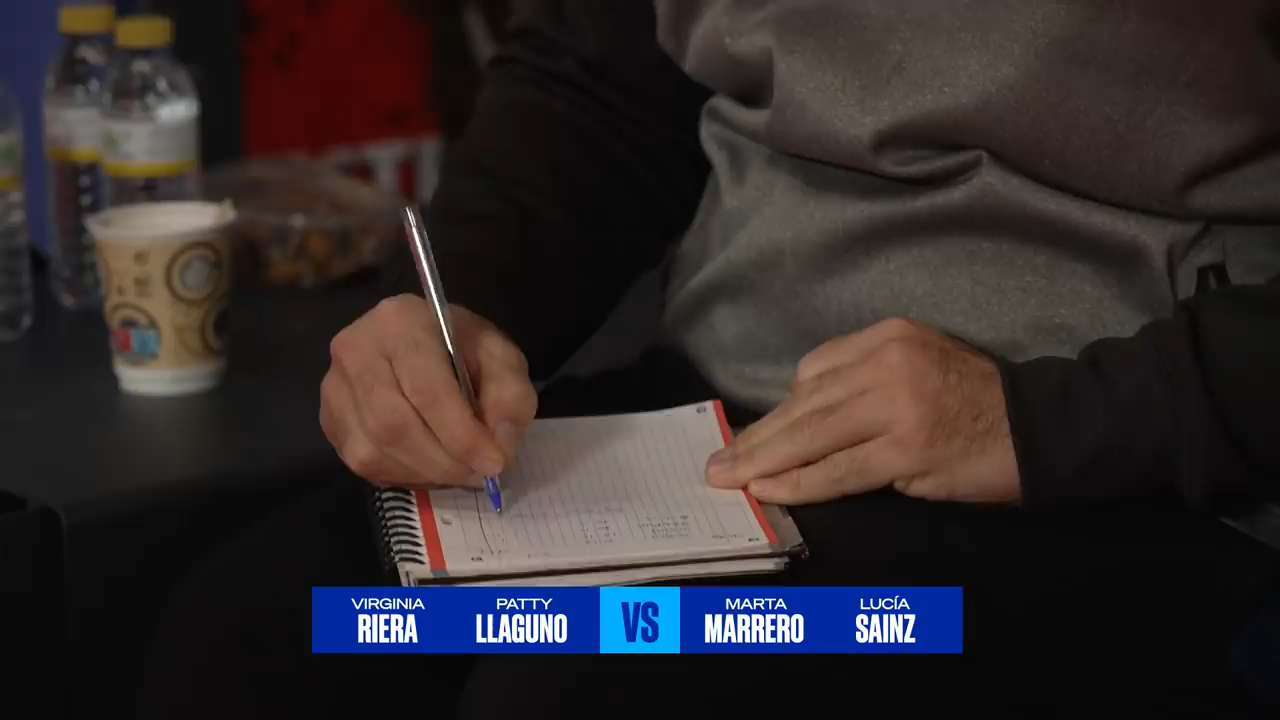 VIRGINIA
RIERA
PATTY
LLAGUNO
VS
MARTA
MARRERO
LUCÍA
SAINZ